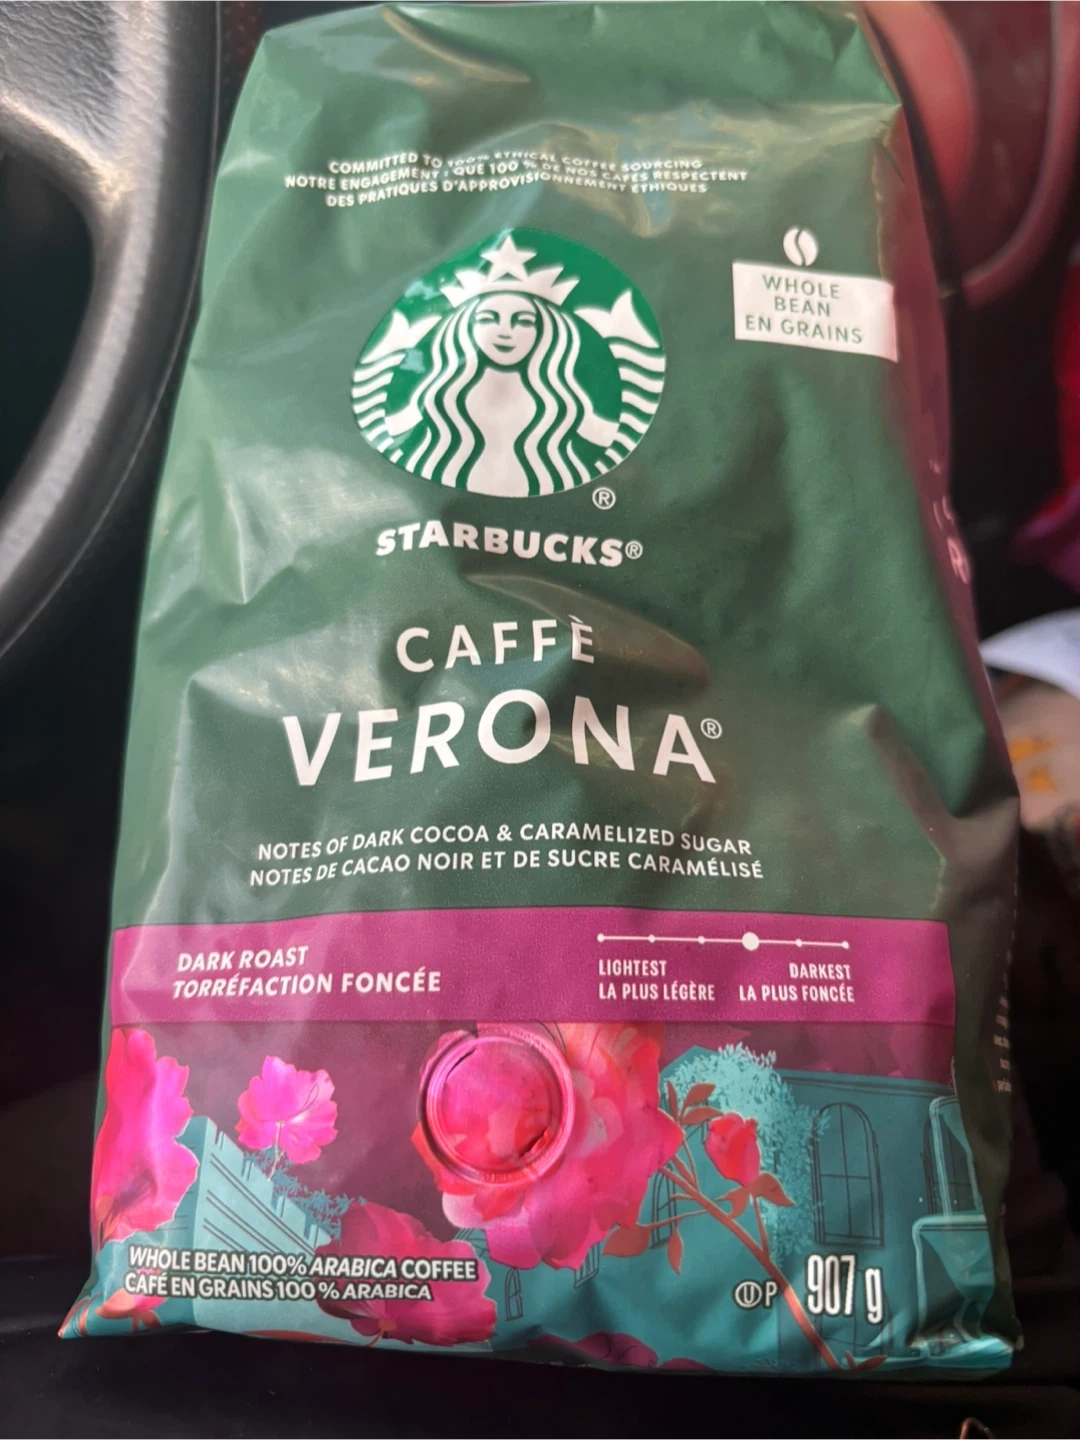 COMMITTED TO 100% ETHICAL COFFEE SOURCING
NOTRE ENGAGEMENT : QUE 100 % DE NOS CAFÉS RESPECTENT
DES PRATIQUES D'APPROVISIONNEMENT ÉTHIQUES
WHOLE
BEAN
EN GRAINS
®
STARBUCKS®
CAFFÈ
VERONA®
NOTES OF DARK COCOA & CARAMELIZED SUGAR
NOTES DE CACAO NOIR ET DE SUCRE CARAMÉLISÉ
DARK ROAST
TORRÉFACTION FONCÉE
LIGHTEST
LA PLUS LÉGÈRE
DARKEST
LA PLUS FONCÉE
WHOLE BEAN 100% ARABICA COFFEE
CAFÉ EN GRAINS 100 % ARABICA
ⓊP
907 g